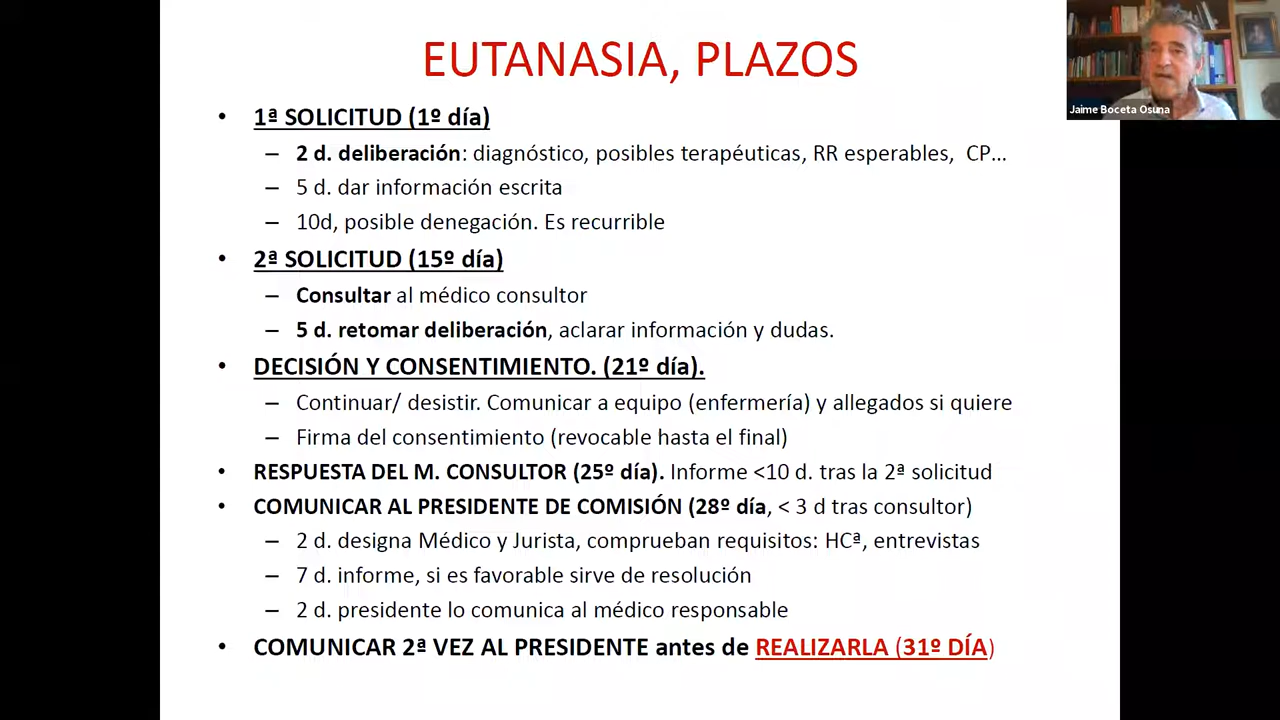 EUTANASIA, PLAZOS
Jaime Boceta Osuna
• 1ª SOLICITUD (1º día)
– 2 d. deliberación: diagnóstico, posibles terapéuticas, RR esperables, CP...
– 5 d. dar información escrita
– 10d, posible denegación. Es recurrible
• 2ª SOLICITUD (15º día)
– Consultar al médico consultor
– 5 d. retomar deliberación, aclarar información y dudas.
• DECISIÓN Y CONSENTIMIENTO. (21º día).
– Continuar/ desistir. Comunicar a equipo (enfermería) y allegados si quiere
– Firma del consentimiento (revocable hasta el final)
• RESPUESTA DEL M. CONSULTOR (25º día). Informe <10 d. tras la 2ª solicitud
• COMUNICAR AL PRESIDENTE DE COMISIÓN (28º día, < 3 d tras consultor)
– 2 d. designa Médico y Jurista, comprueban requisitos: HCª, entrevistas
– 7 d. informe, si es favorable sirve de resolución
– 2 d. presidente lo comunica al médico responsable
• COMUNICAR 2ª VEZ AL PRESIDENTE antes de REALIZARLA (31º DÍA)